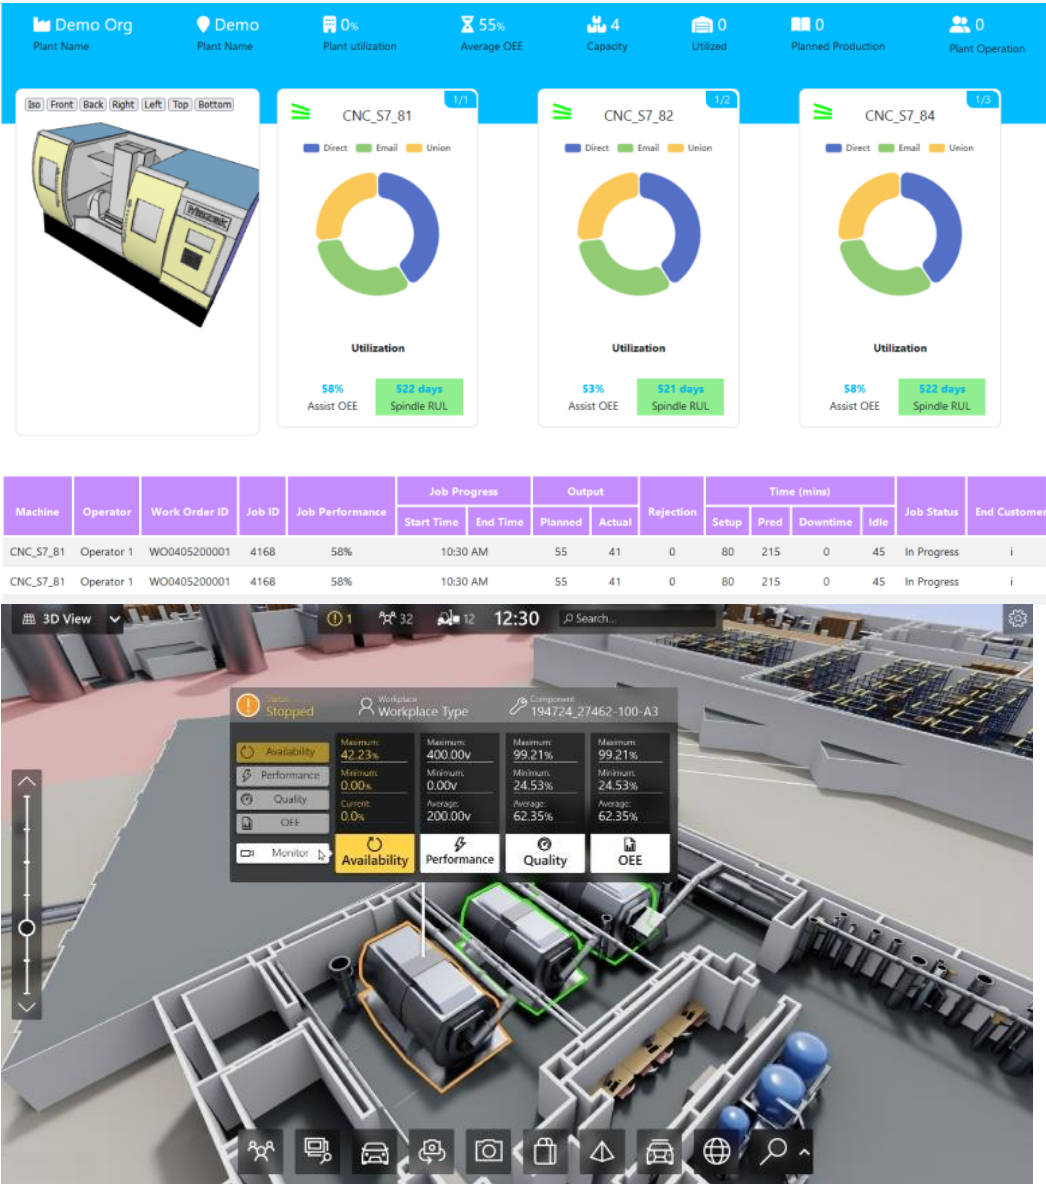 Demo Org
Plant Name
Demo
Plant Name
0%
Plant utilization
55%
Average OEE
4
Capacity
0
Utilized
0
Planned Production
0
Plant Operation
Iso Front Back Right Left Top Bottom
Mazak
1/1
CNC_S7_81
Direct Email Union
Utilization
58%
Assist OEE
522 days
Spindle RUL
1/2
CNC_S7_82
Direct Email Union
Utilization
53%
Assist OEE
521 days
Spindle RUL
1/3
CNC_S7_84
Direct Email Union
Utilization
58%
Assist OEE
522 days
Spindle RUL
Machine Operator Work Order ID Job ID Job Performance Job Progress Output Rejection Time (mins) Job Status End Customer
Start Time End Time Planned Actual Setup Pred Downtime Idle
CNC_S7_81 Operator 1 WO0405200001 4168 58% 10:30 AM 55 41 0 80 215 0 45 In Progress i
CNC_S7_81 Operator 1 WO0405200001 4168 58% 10:30 AM 55 41 0 80 215 0 45 In Progress i
3D View
1 32 12 12:30 Search...
Status
Stopped
Workplace
Workplace Type
Component
194724_27462-100-A3
Availability
Performance
Quality
OEE
Monitor
Maximum:
42.23%
Minimum:
0.00%
Current:
0.0%
Availability
Maximum:
400.00v
Minimum:
0.00v
Average:
200.00v
Performance
Maximum:
99.21%
Minimum:
24.53%
Average:
62.35%
Quality
Maximum:
99.21%
Minimum:
24.53%
Average:
62.35%
OEE